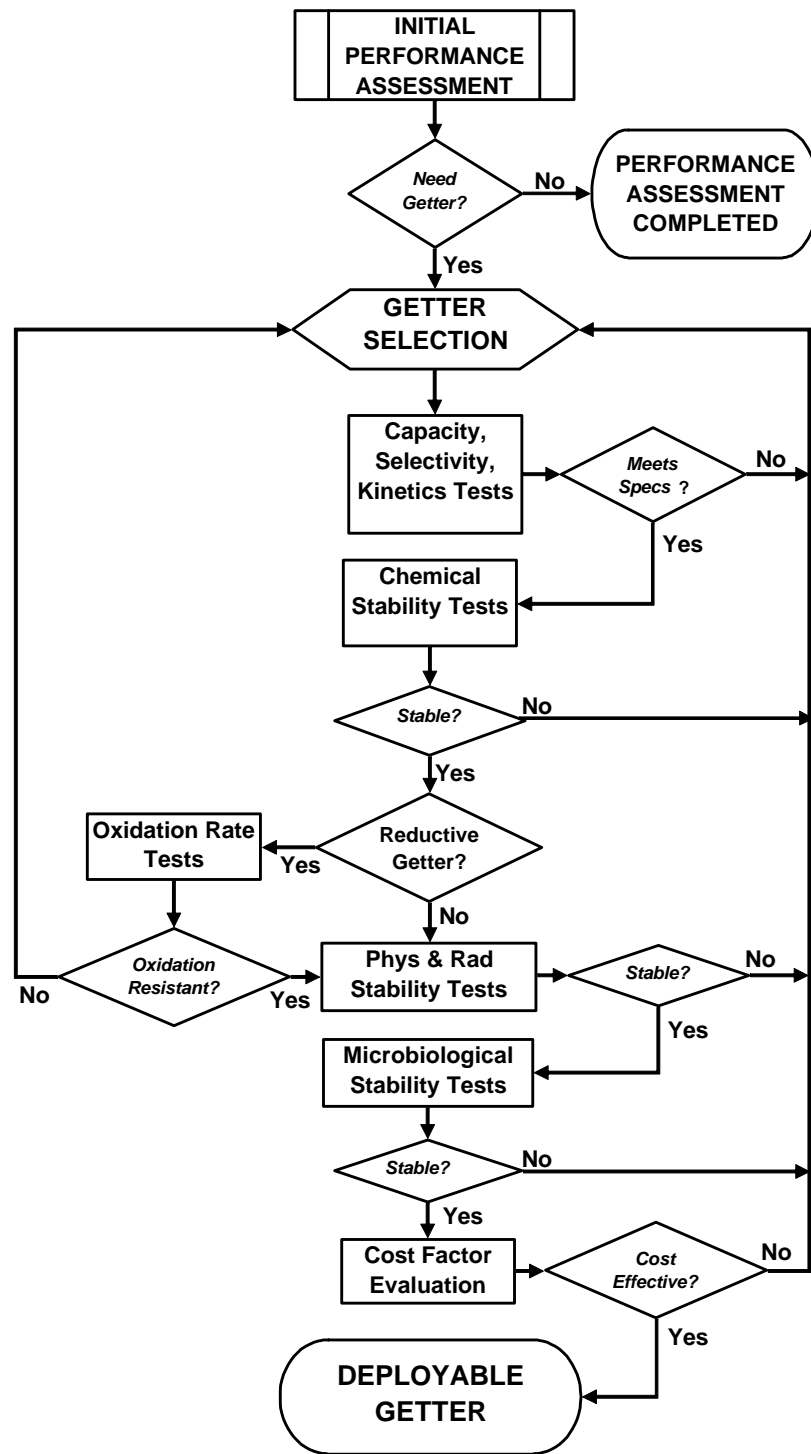 INITIAL
PERFORMANCE
ASSESSMENT
Need
Getter?
No
PERFORMANCE
ASSESSMENT
COMPLETED
Yes
GETTER
SELECTION
Capacity,
Selectivity,
Kinetics Tests
Meets
Specs ?
No
Yes
Chemical
Stability Tests
Stable?
No
Yes
Oxidation Rate
Tests
Yes
Reductive
Getter?
No
Oxidation
Resistant?
No
Yes
Phys & Rad
Stability Tests
Stable?
No
Yes
Microbiological
Stability Tests
Stable?
No
Yes
Cost Factor
Evaluation
Cost
Effective?
No
Yes
DEPLOYABLE
GETTER